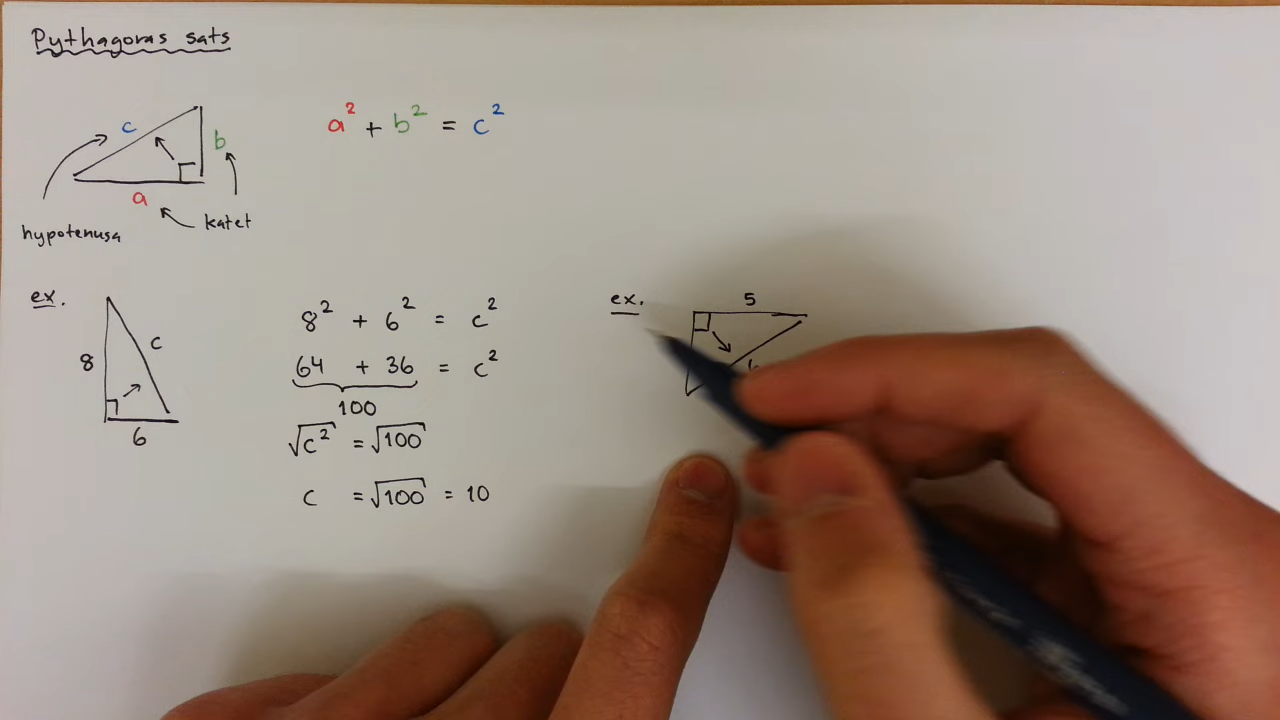 Pythagoras sats
c
b
a
hypotenusa
katet
a² + b² = c²
ex.
8
c
6
8² + 6² = c²
64 + 36 = c²
100
√c² = √100
c = √100 = 10
ex.
5